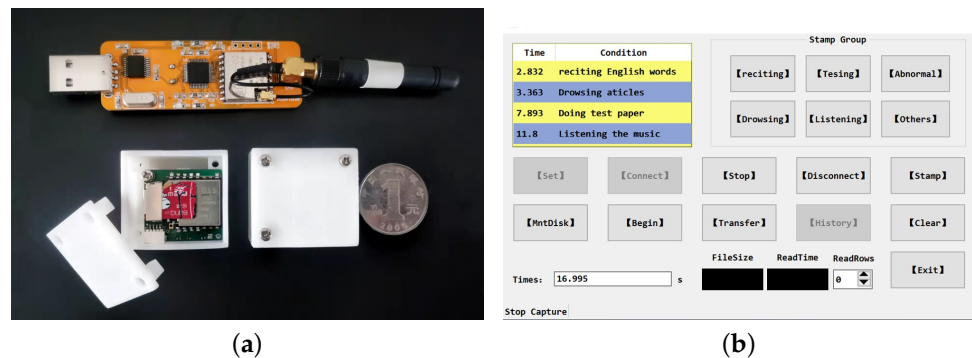 Time Condition
2.832 reciting English words
3.363 Drowsing aticles
7.893 Doing test paper
11.8 Listening the music
Stamp Group
【reciting】 【Tesing】 【Abnormal】
【Drowsing】 【Listening】 【Others】
【Set】 【Connect】 【Stop】 【Disconnect】 【Stamp】
【MntDisk】 【Begin】 【Transfer】 【History】 【Clear】
FileSize ReadTime ReadRows
Times: 16.995 s 0 【Exit】
Stop Capture
1
元
(a) (b)